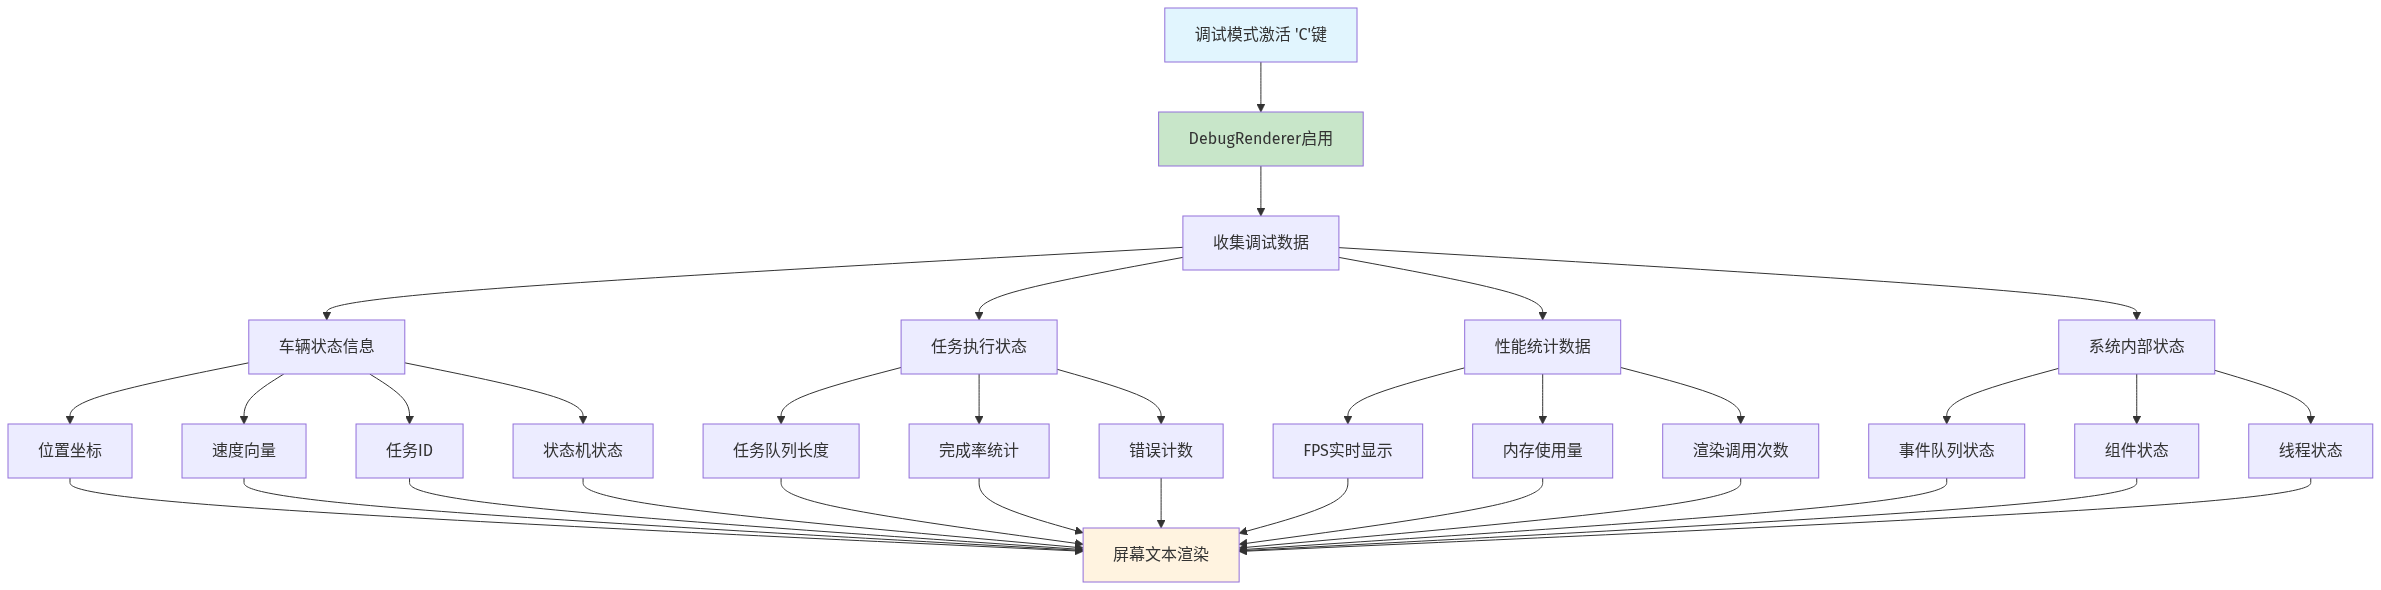 调试模式激活 'C'键
DebugRenderer启用
收集调试数据
车辆状态信息
任务执行状态
性能统计数据
系统内部状态
位置坐标
速度向量
任务ID
状态机状态
任务队列长度
完成率统计
错误计数
FPS实时显示
内存使用量
渲染调用次数
事件队列状态
组件状态
线程状态
屏幕文本渲染